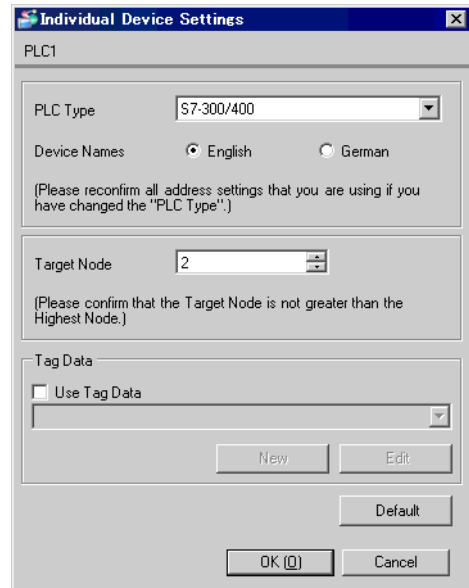 Individual Device Settings
PLC1
PLC Type S7-300/400
Device Names English German
(Please reconfirm all address settings that you are using if you
have changed the "PLC Type".)
Target Node 2
(Please confirm that the Target Node is not greater than the
Highest Node.)
Tag Data
Use Tag Data
New Edit
Default
OK (O) Cancel